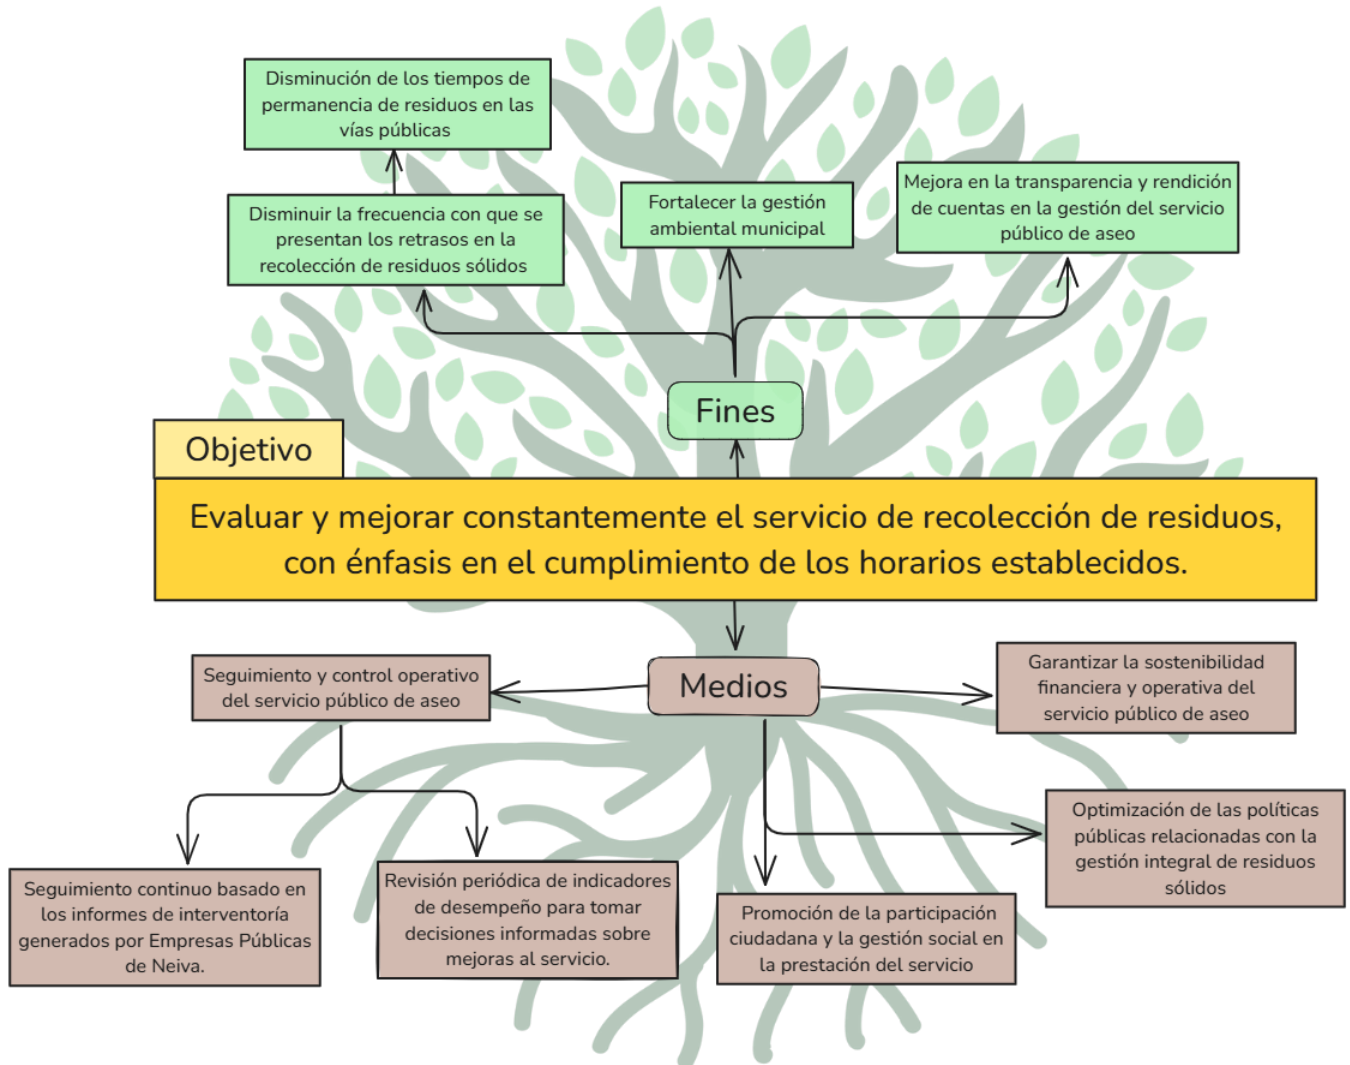 Disminución de los tiempos de
permanencia de residuos en las
vías públicas
Disminuir la frecuencia con que se
presentan los retrasos en la
recolección de residuos sólidos
Fortalecer la gestión
ambiental municipal
Mejora en la transparencia y rendición
de cuentas en la gestión del servicio
público de aseo
Fines
Objetivo
Evaluar y mejorar constantemente el servicio de recolección de residuos,
con énfasis en el cumplimiento de los horarios establecidos.
Medios
Seguimiento y control operativo
del servicio público de aseo
Garantizar la sostenibilidad
financiera y operativa del
servicio público de aseo
Optimización de las políticas
públicas relacionadas con la
gestión integral de residuos
sólidos
Seguimiento continuo basado en
los informes de interventoría
generados por Empresas Públicas
de Neiva.
Revisión periódica de indicadores
de desempeño para tomar
decisiones informadas sobre
mejoras al servicio.
Promoción de la participación
ciudadana y la gestión social en
la prestación del servicio